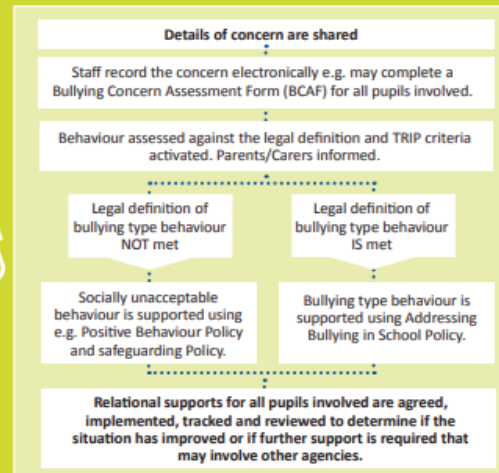 Details of concern are shared
Staff record the concern electronically e.g. may complete a
Bullying Concern Assessment Form (BCAF) for all pupils involved.
Behaviour assessed against the legal definition and TRIP criteria
activated. Parents/Carers informed.
Legal definition of
bullying type behaviour
NOT met
Legal definition of
bullying type behaviour
IS met
Socially unacceptable
behaviour is supported using
e.g. Positive Behaviour Policy
and safeguarding Policy.
Bullying type behaviour is
supported using Addressing
Bullying in School Policy.
Relational supports for all pupils involved are agreed,
implemented, tracked and reviewed to determine if the
situation has improved or if further support is required that
may involve other agencies.